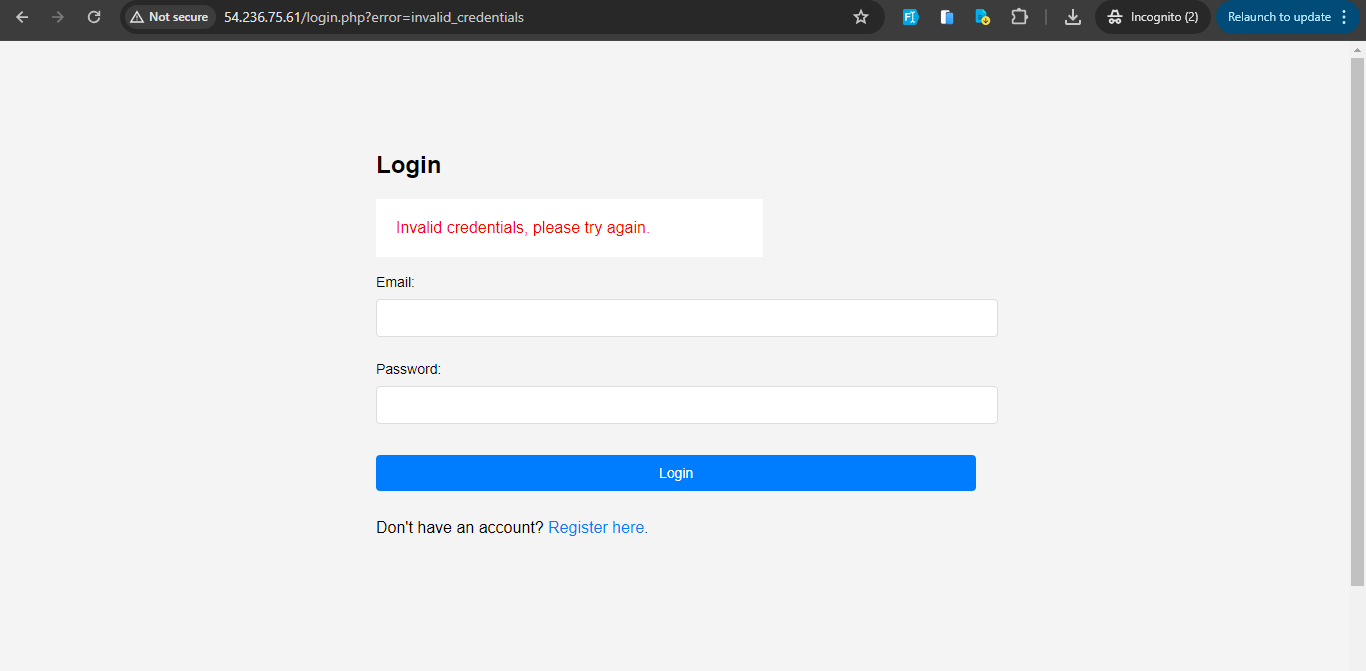 Not secure 54.236.75.61/login.php?error=invalid_credentials Incognito (2) Relaunch to update
Login
Invalid credentials, please try again.
Email:
Password:
Login
Don't have an account? Register here.